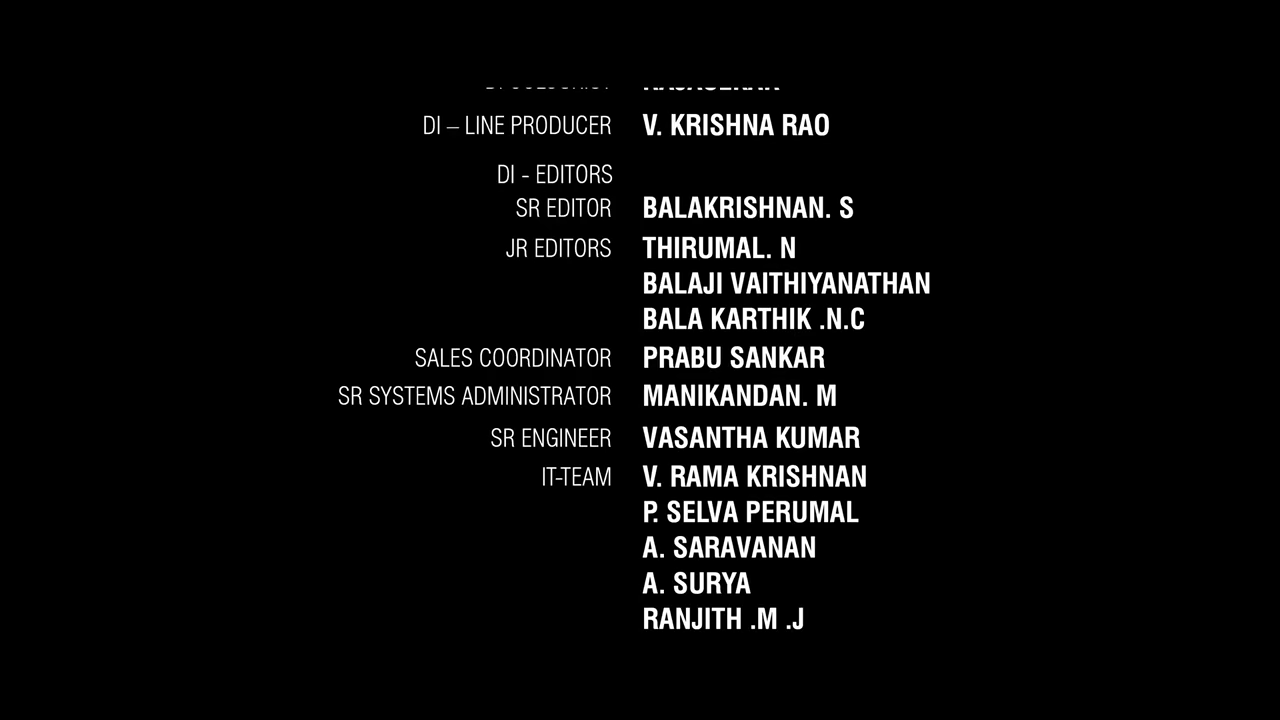 DI – LINE PRODUCER V. KRISHNA RAO
DI - EDITORS
SR EDITOR BALAKRISHNAN. S
JR EDITORS THIRUMAL. N
BALAJI VAITHIYANATHAN
BALA KARTHIK .N.C
SALES COORDINATOR PRABU SANKAR
SR SYSTEMS ADMINISTRATOR MANIKANDAN. M
SR ENGINEER VASANTHA KUMAR
IT-TEAM V. RAMA KRISHNAN
P. SELVA PERUMAL
A. SARAVANAN
A. SURYA
RANJITH .M .J